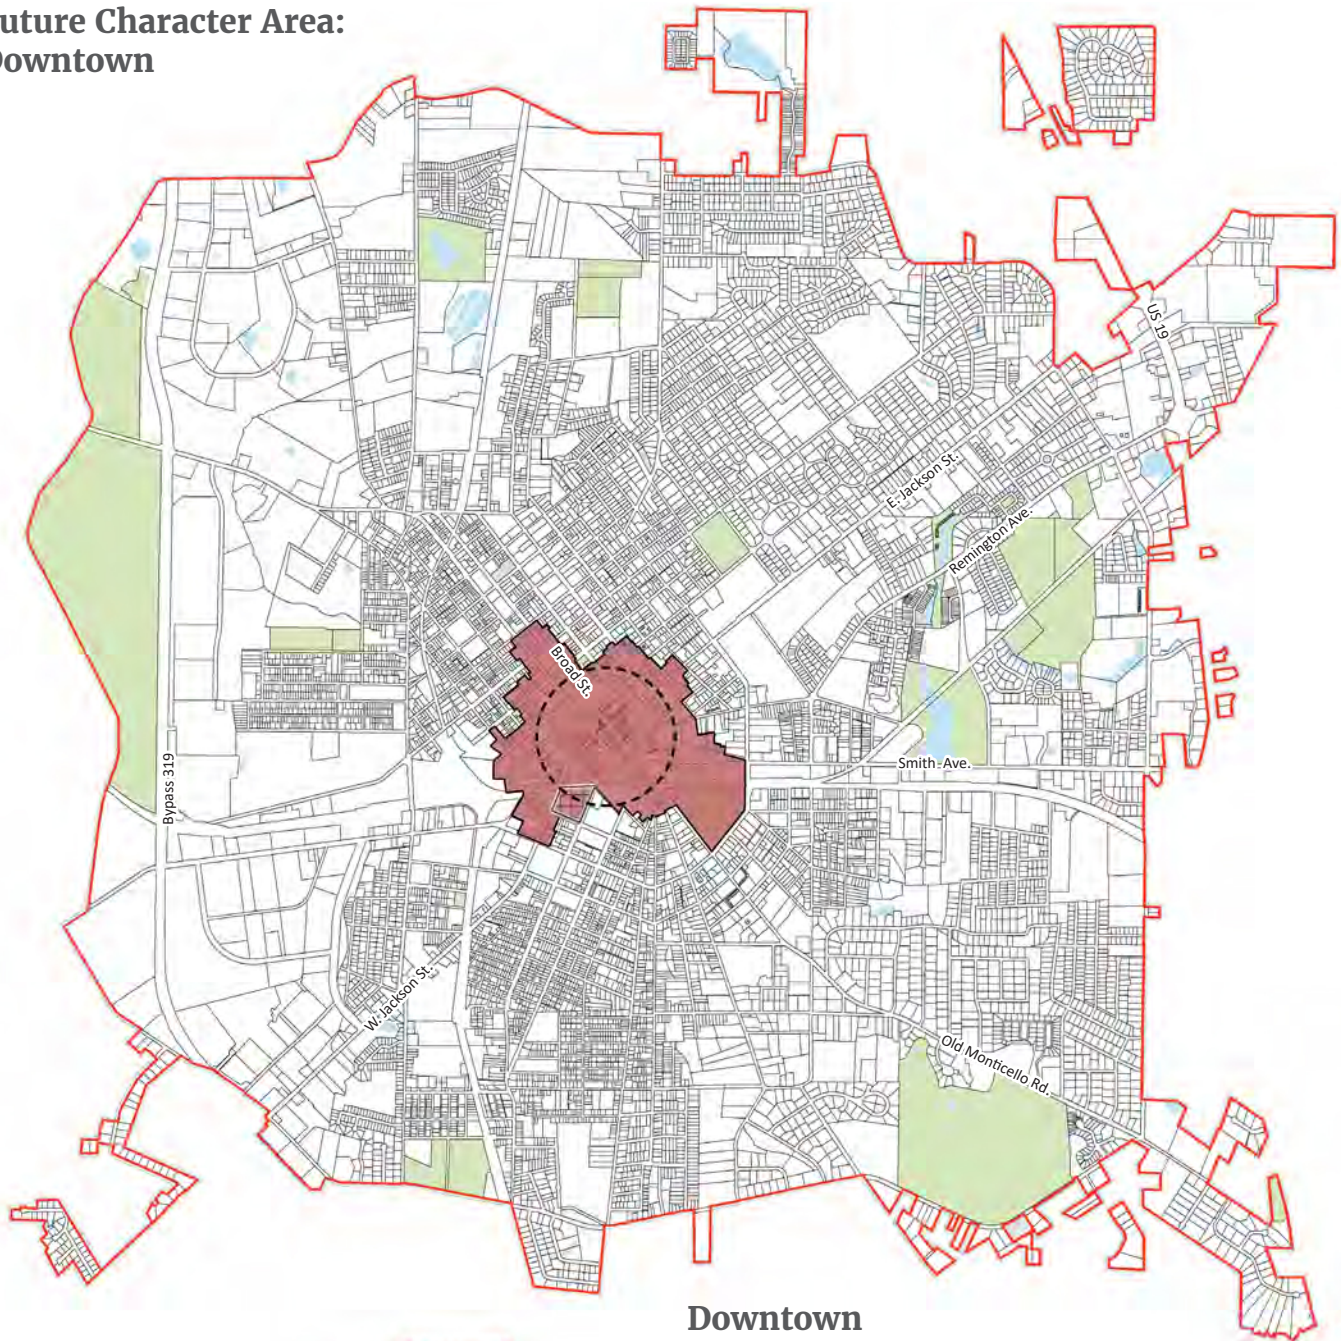 uture Character Area:
Downtown
US 19
E. Jackson St.
Remington Ave.
Broad St.
Smith Ave.
Bypass 319
W. Jackson St.
Old Monticello Rd.
Downtown